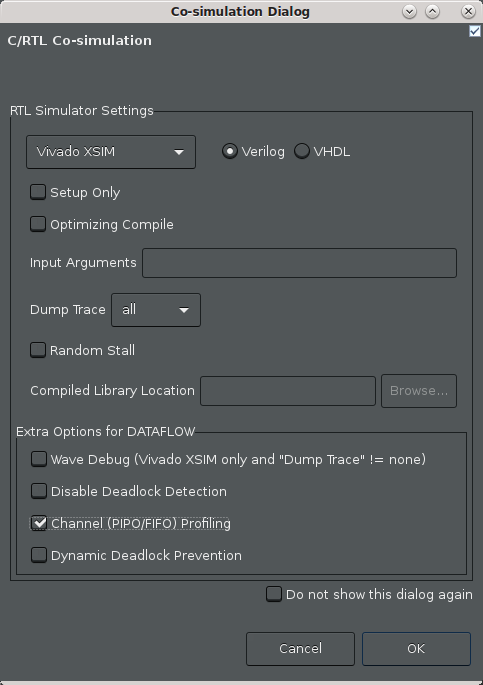 Co-simulation Dialog
C/RTL Co-simulation
RTL Simulator Settings
Vivado XSIM Verilog VHDL
Setup Only
Optimizing Compile
Input Arguments
Dump Trace all
Random Stall
Compiled Library Location Browse...
Extra Options for DATAFLOW
Wave Debug (Vivado XSIM only and "Dump Trace" != none)
Disable Deadlock Detection
Channel (PIPO/FIFO) Profiling
Dynamic Deadlock Prevention
Do not show this dialog again
Cancel OK